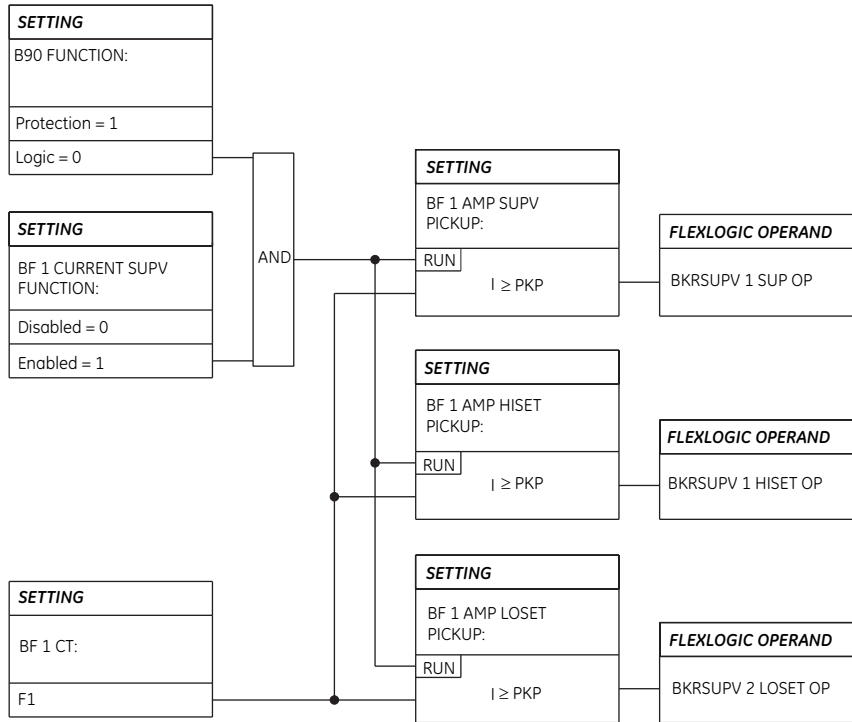 SETTING
B90 FUNCTION:
Protection = 1
Logic = 0
SETTING
BF 1 CURRENT SUPV
FUNCTION:
Disabled = 0
Enabled = 1
SETTING
BF 1 CT:
F1
AND
SETTING
BF 1 AMP SUPV
PICKUP:
RUN
I ≥ PKP
SETTING
BF 1 AMP HISET
PICKUP:
RUN
I ≥ PKP
SETTING
BF 1 AMP LOSET
PICKUP:
RUN
I ≥ PKP
FLEXLOGIC OPERAND
BKRSUPV 1 SUP OP
FLEXLOGIC OPERAND
BKRSUPV 1 HISET OP
FLEXLOGIC OPERAND
BKRSUPV 2 LOSET OP